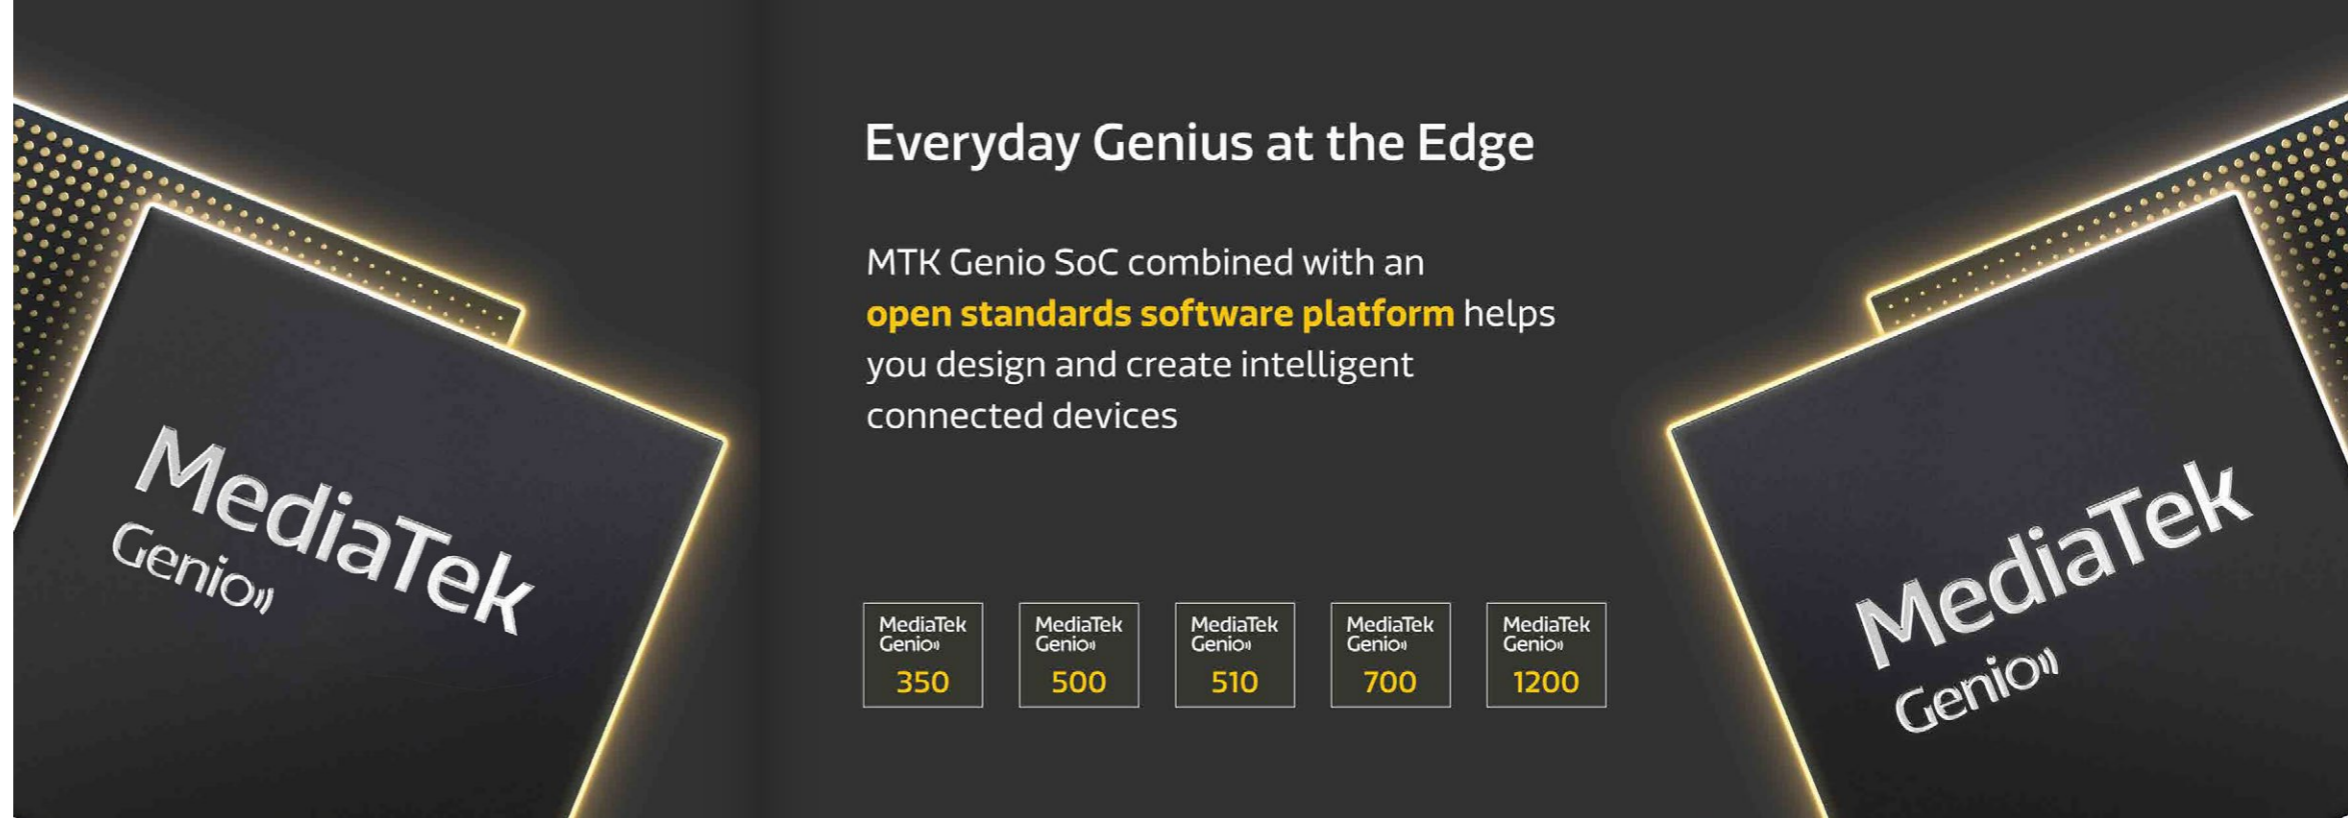 Everyday Genius at the Edge
MTK Genio SoC combined with an
open standards software platform helps
you design and create intelligent
connected devices
MediaTek
Genio
MediaTek
Genio
350
MediaTek
Genio
500
MediaTek
Genio
510
MediaTek
Genio
700
MediaTek
Genio
1200
MediaTek
Genio